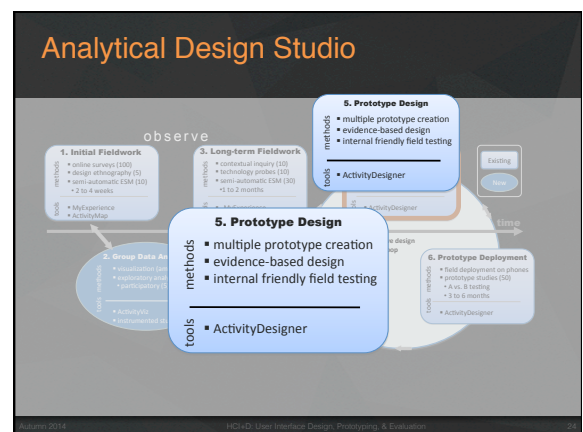 Analytical Design Studio
observe
1. Initial Fieldwork
methods
▪ online surveys (100)
▪ design ethnography (5)
▪ semi-automatic ESM (10)
▪ 2 to 4 weeks
tools
▪ MyExperience
▪ ActivityMap
3. Long-term Fieldwork
methods
▪ contextual inquiry (10)
▪ technology probes (10)
▪ semi-automatic ESM (30)
▪ 1 to 2 months
5. Prototype Design
methods
▪ multiple prototype creation
▪ evidence-based design
▪ internal friendly field testing
tools
▪ ActivityDesigner
ActivityDesigner
Existing
New
time
2. Group Data An
methods
▪ visualization
▪ exploratory
▪ participatory
tools
▪ ActivityViz
▪ instrumented
5. Prototype Design
methods
▪ multiple prototype creation
▪ evidence-based design
▪ internal friendly field testing
tools
▪ ActivityDesigner
design
6. Prototype Deployment
methods
▪ field deployment on phones
▪ prototype studies (50)
▪ A vs. B testing
▪ 3 to 6 months
tools
▪ ActivityDesigner
Autumn 2014
HCI+D: User Interface Design, Prototyping, & Evaluation
24